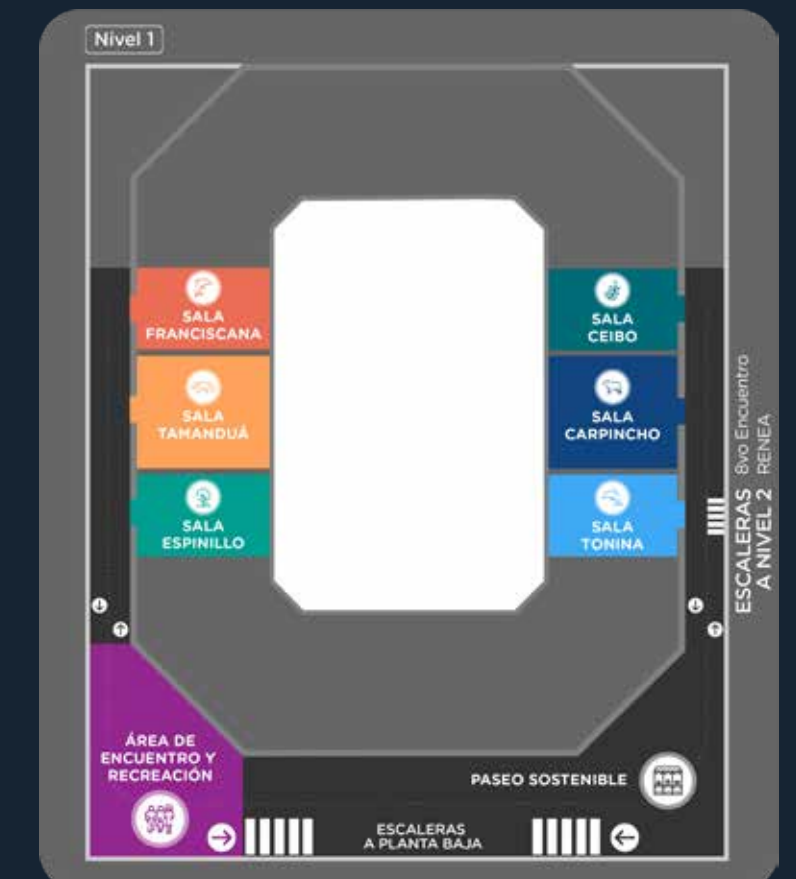 Nivel 1
SALA
FRANCISCANA
SALA
CEIBO
SALA
TAMANDUÁ
SALA
CARPINCHO
SALA
ESPINILLO
SALA
TONINA
ESCALERAS 8vo Encuentro
A NIVEL 2 RENEA
ÁREA DE
ENCUENTRO Y
RECREACIÓN
PASEO SOSTENIBLE
ESCALERAS
A PLANTA BAJA